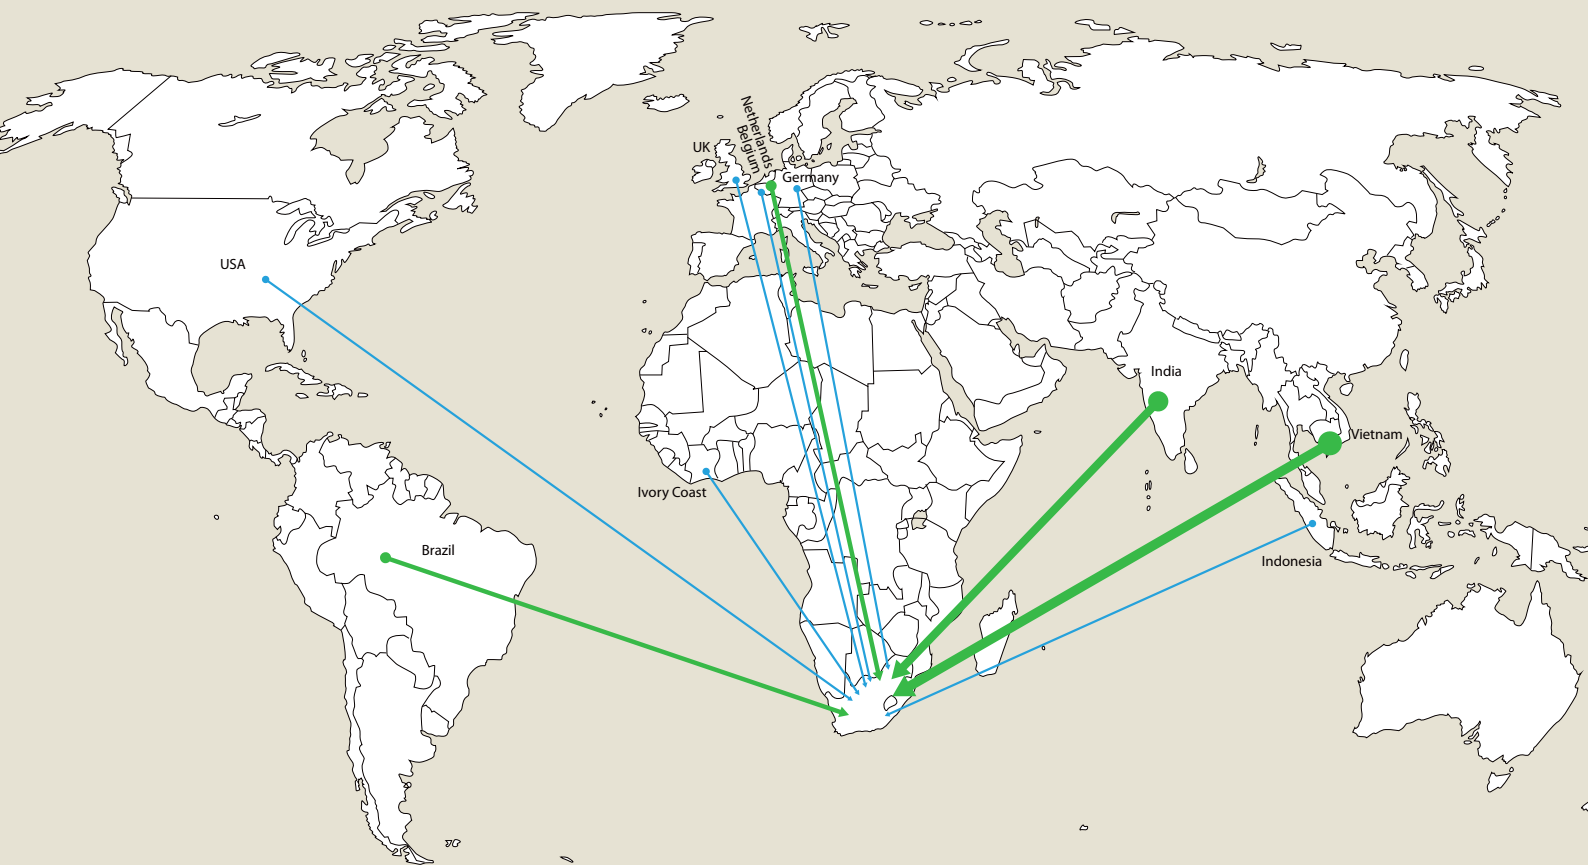 Netherlands
Belgium
UK
Germany
USA
India
Vietnam
Ivory Coast
Brazil
Indonesia